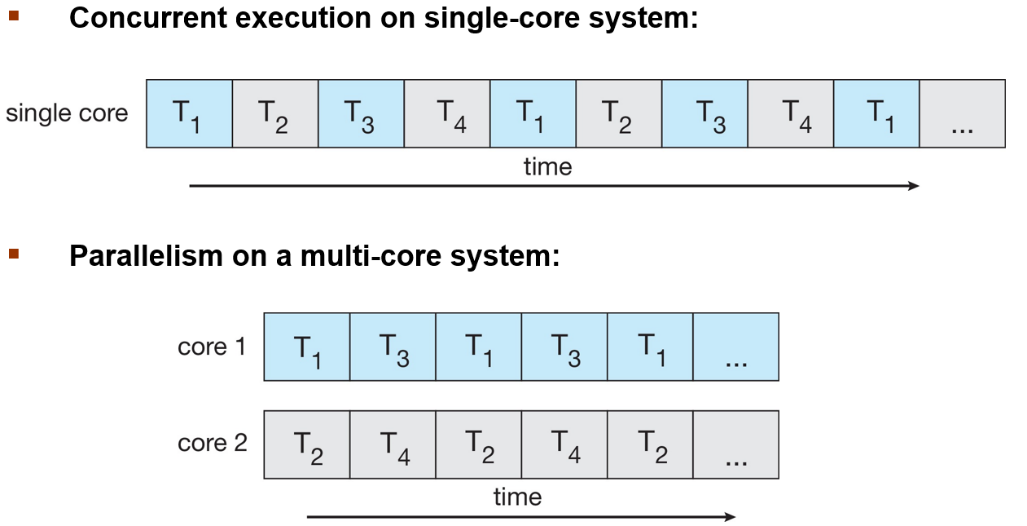 ▪ Concurrent execution on single-core system:
single core T₁ T₂ T₃ T₄ T₁ T₂ T₃ T₄ T₁ ...
time
▪ Parallelism on a multi-core system:
core 1 T₁ T₃ T₁ T₃ T₁ ...
core 2 T₂ T₄ T₂ T₄ T₂ ...
time